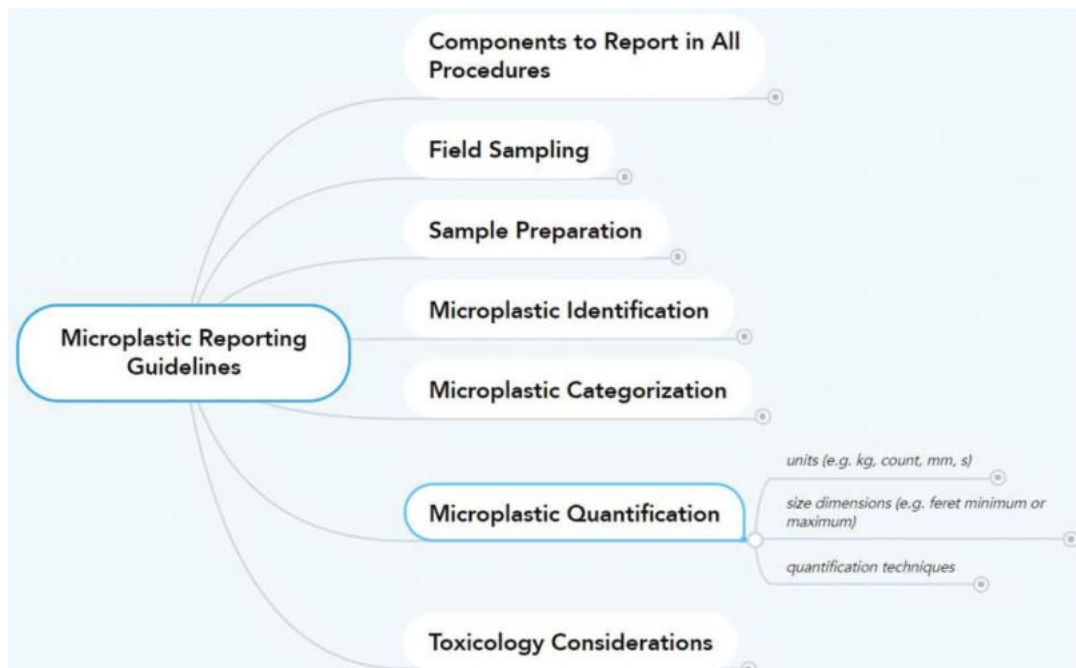 Components to Report in All
Procedures
Field Sampling
Sample Preparation
Microplastic Identification
Microplastic Reporting
Guidelines
Microplastic Categorization
units (e.g. kg, count, mm, s)
size dimensions (e.g. feret minimum or
maximum)
Microplastic Quantification
quantification techniques
Toxicology Considerations